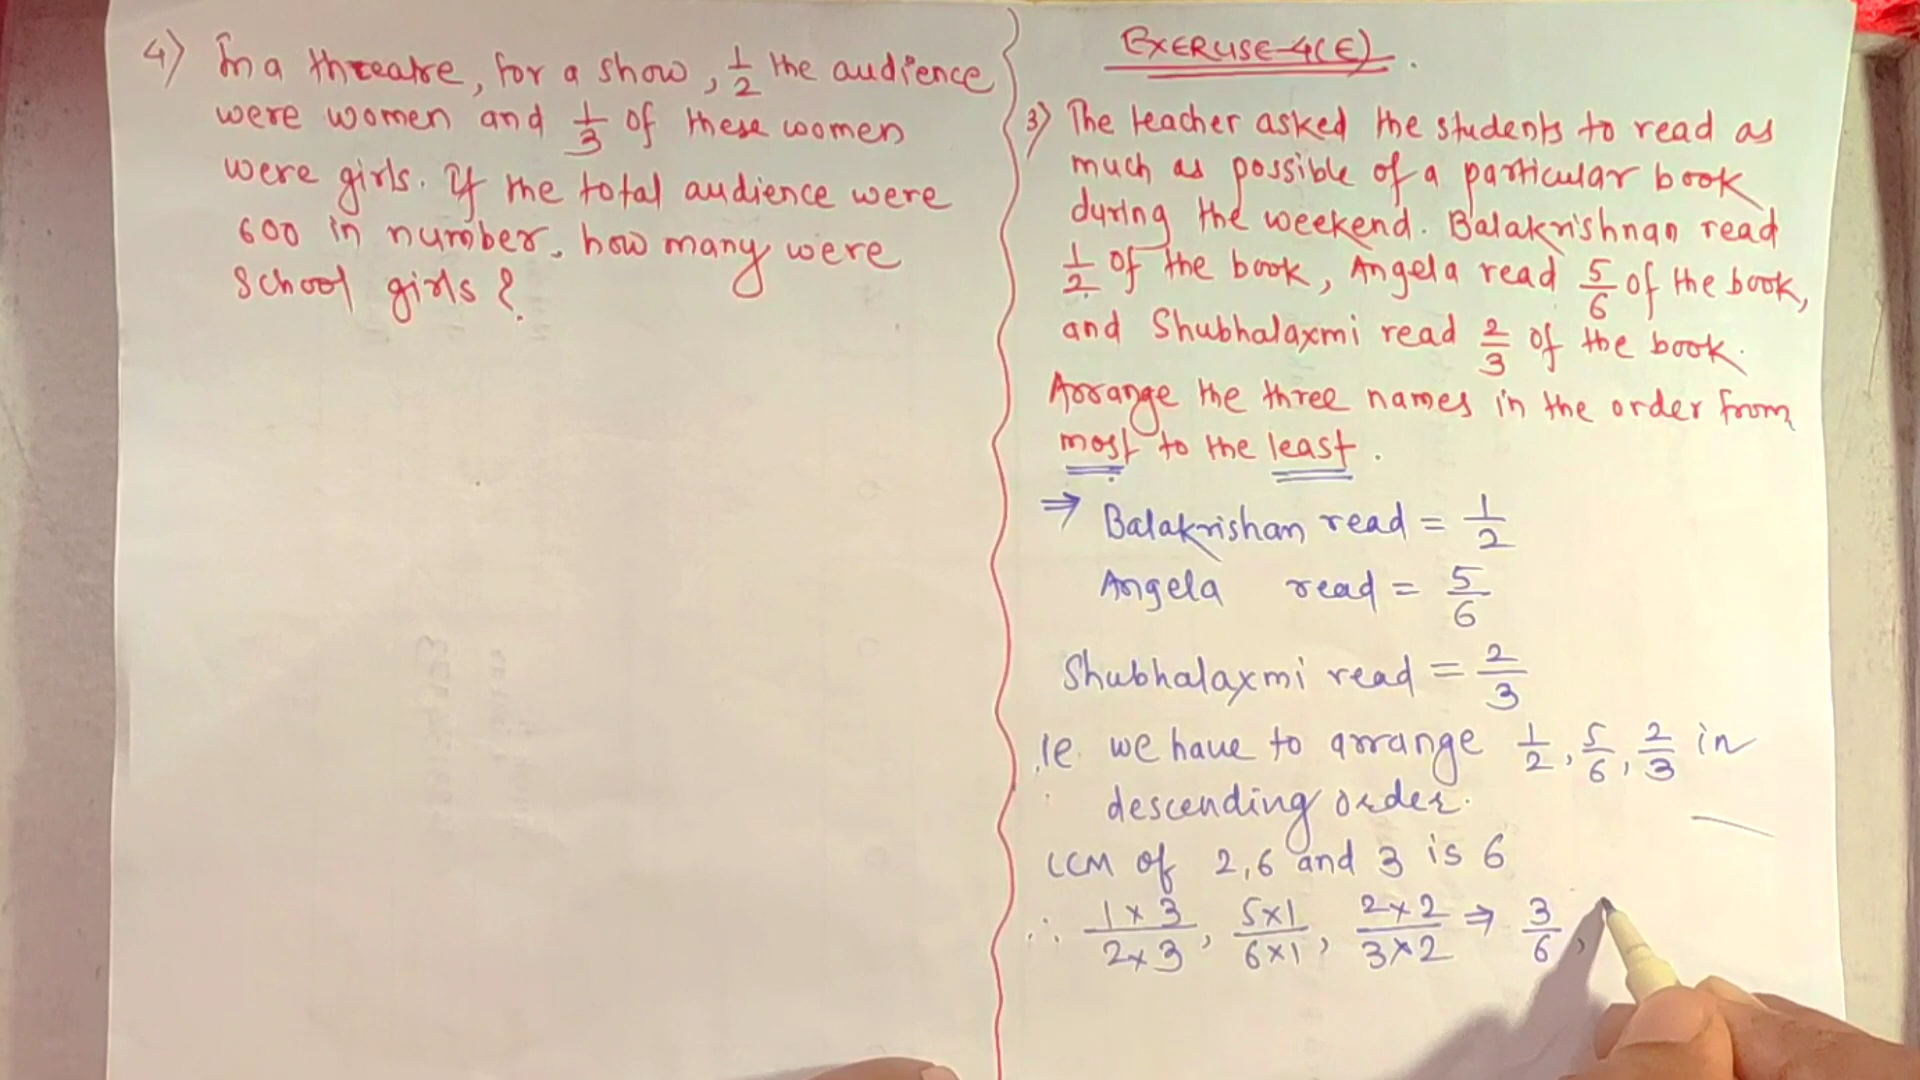 4) In a threatre, for a show, 1/2 the audience
were women and 1/3 of these women
were girls. If the total audience were
600 in number, how many were
School girls ?
EXERCISE-4(E).
3) The teacher asked the students to read as
much as possible of a particular book
during the weekend. Balakrishnan read
1/2 of the book, Angela read 5/6 of the book,
and Shubhalaxmi read 2/3 of the book.
Arrange the three names in the order from
most to the least.
⇒ Balakrishan read = 1/2
Angela read = 5/6
Shubhalaxmi read = 2/3
ie we have to arrange 1/2, 5/6, 2/3 in
descending order.
LCM of 2,6 and 3 is 6
∴ 1×3/2×3, 5×1/6×1, 2×2/3×2 ⇒ 3/6,